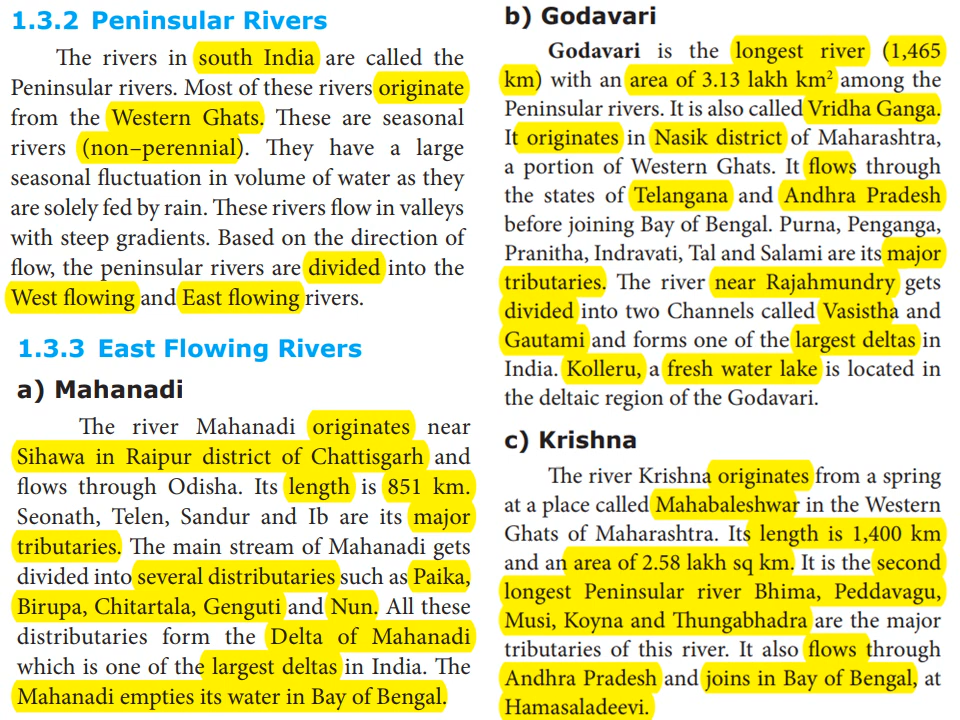 1.3.2 Peninsular Rivers
The rivers in south India are called the
Peninsular rivers. Most of these rivers originate
from the Western Ghats. These are seasonal
rivers (non–perennial). They have a large
seasonal fluctuation in volume of water as they
are solely fed by rain. These rivers flow in valleys
with steep gradients. Based on the direction of
flow, the peninsular rivers are divided into the
West flowing and East flowing rivers.
1.3.3 East Flowing Rivers
a) Mahanadi
The river Mahanadi originates near
Sihawa in Raipur district of Chattisgarh and
flows through Odisha. Its length is 851 km.
Seonath, Telen, Sandur and Ib are its major
tributaries. The main stream of Mahanadi gets
divided into several distributaries such as Paika,
Birupa, Chitartala, Genguti and Nun. All these
distributaries form the Delta of Mahanadi
which is one of the largest deltas in India. The
Mahanadi empties its water in Bay of Bengal.
b) Godavari
Godavari is the longest river (1,465
km) with an area of 3.13 lakh km² among the
Peninsular rivers. It is also called Vridha Ganga.
It originates in Nasik district of Maharashtra,
a portion of Western Ghats. It flows through
the states of Telangana and Andhra Pradesh
before joining Bay of Bengal. Purna, Penganga,
Pranitha, Indravati, Tal and Salami are its major
tributaries. The river near Rajahmundry gets
divided into two Channels called Vasistha and
Gautami and forms one of the largest deltas in
India. Kolleru, a fresh water lake is located in
the deltaic region of the Godavari.
c) Krishna
The river Krishna originates from a spring
at a place called Mahabaleshwar in the Western
Ghats of Maharashtra. Its length is 1,400 km
and an area of 2.58 lakh sq km. It is the second
longest Peninsular river Bhima, Peddavagu,
Musi, Koyna and Thungabhadra are the major
tributaries of this river. It also flows through
Andhra Pradesh and joins in Bay of Bengal, at
Hamasaladeevi.